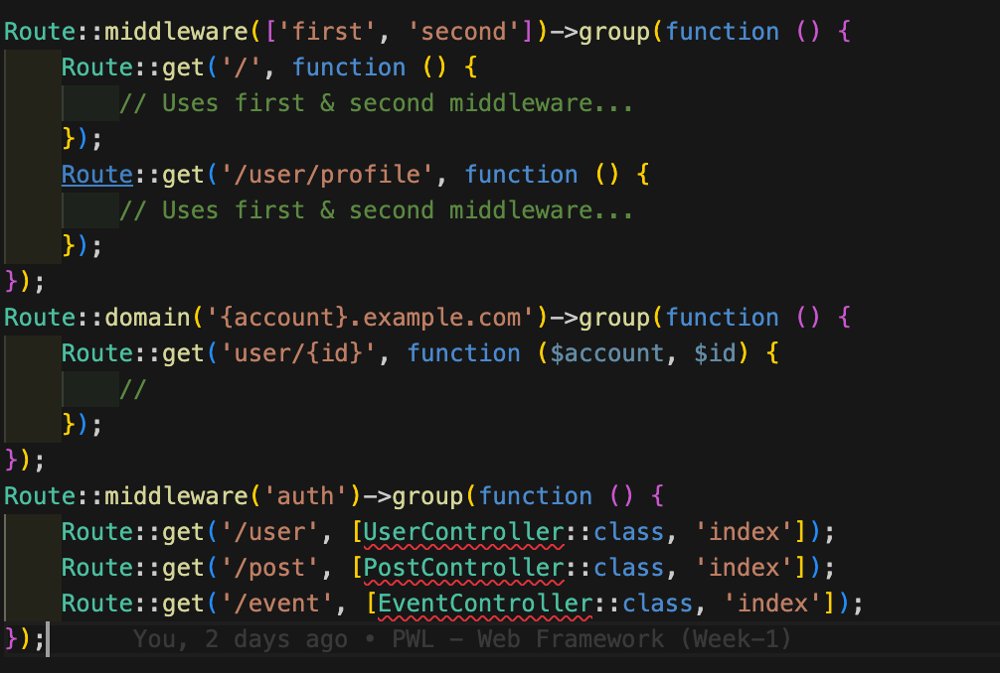 Route::middleware(['first', 'second'])->group(function () {
    Route::get('/', function () {
        // Uses first & second middleware...
    });
    Route::get('/user/profile', function () {
        // Uses first & second middleware...
    });
});
Route::domain('{account}.example.com')->group(function () {
    Route::get('user/{id}', function ($account, $id) {
        //
    });
});
Route::middleware('auth')->group(function () {
    Route::get('/user', [UserController::class, 'index']);
    Route::get('/post', [PostController::class, 'index']);
    Route::get('/event', [EventController::class, 'index']);
});      You, 2 days ago • PWL - Web Framework (Week-1)